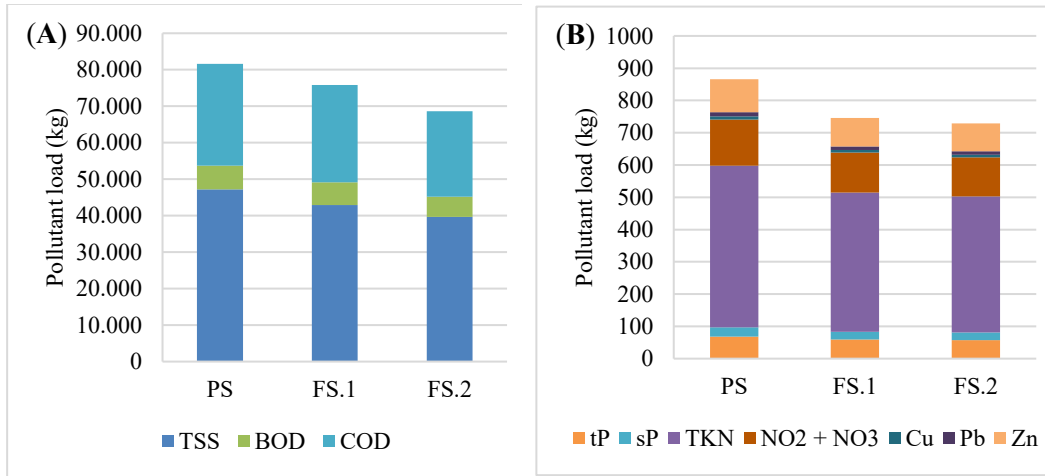 (A)
Pollutant load (kg)
90.000
80.000
70.000
60.000
50.000
40.000
30.000
20.000
10.000
0
PS FS.1 FS.2
TSS BOD COD
(B)
Pollutant load (kg)
1000
900
800
700
600
500
400
300
200
100
0
PS FS.1 FS.2
tP sP TKN NO2 + NO3 Cu Pb Zn